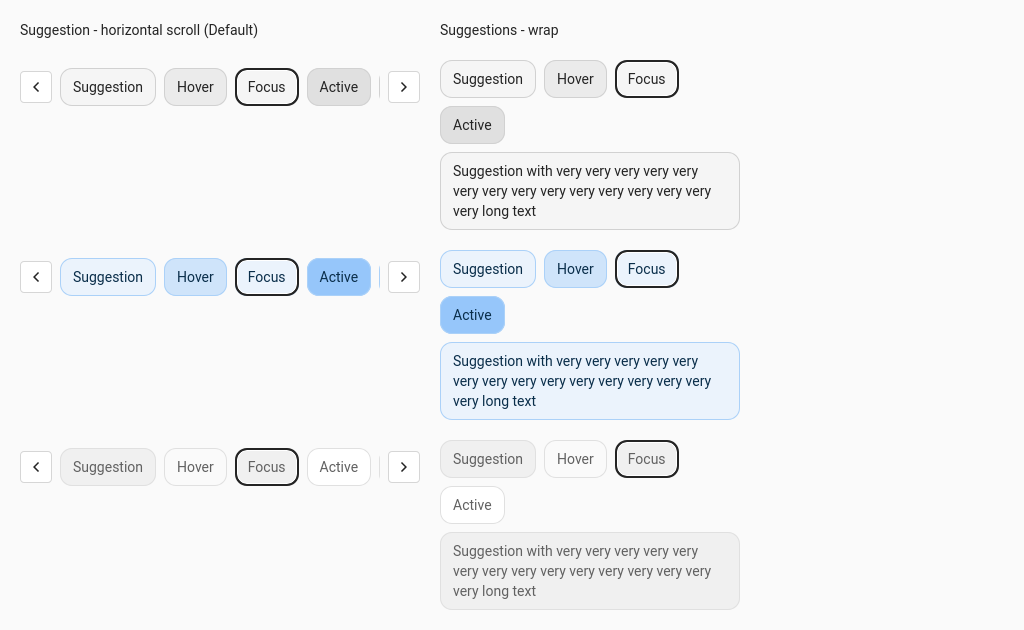 Suggestion - horizontal scroll (Default)
Suggestion Hover Focus Active
Suggestion Hover Focus Active
Suggestion Hover Focus Active
Suggestions - wrap
Suggestion Hover Focus
Active
Suggestion with very very very very very
very very very very very very very very very
very long text
Suggestion Hover Focus
Active
Suggestion with very very very very very
very very very very very very very very very
very long text
Suggestion Hover Focus
Active
Suggestion with very very very very very
very very very very very very very very very
very long text